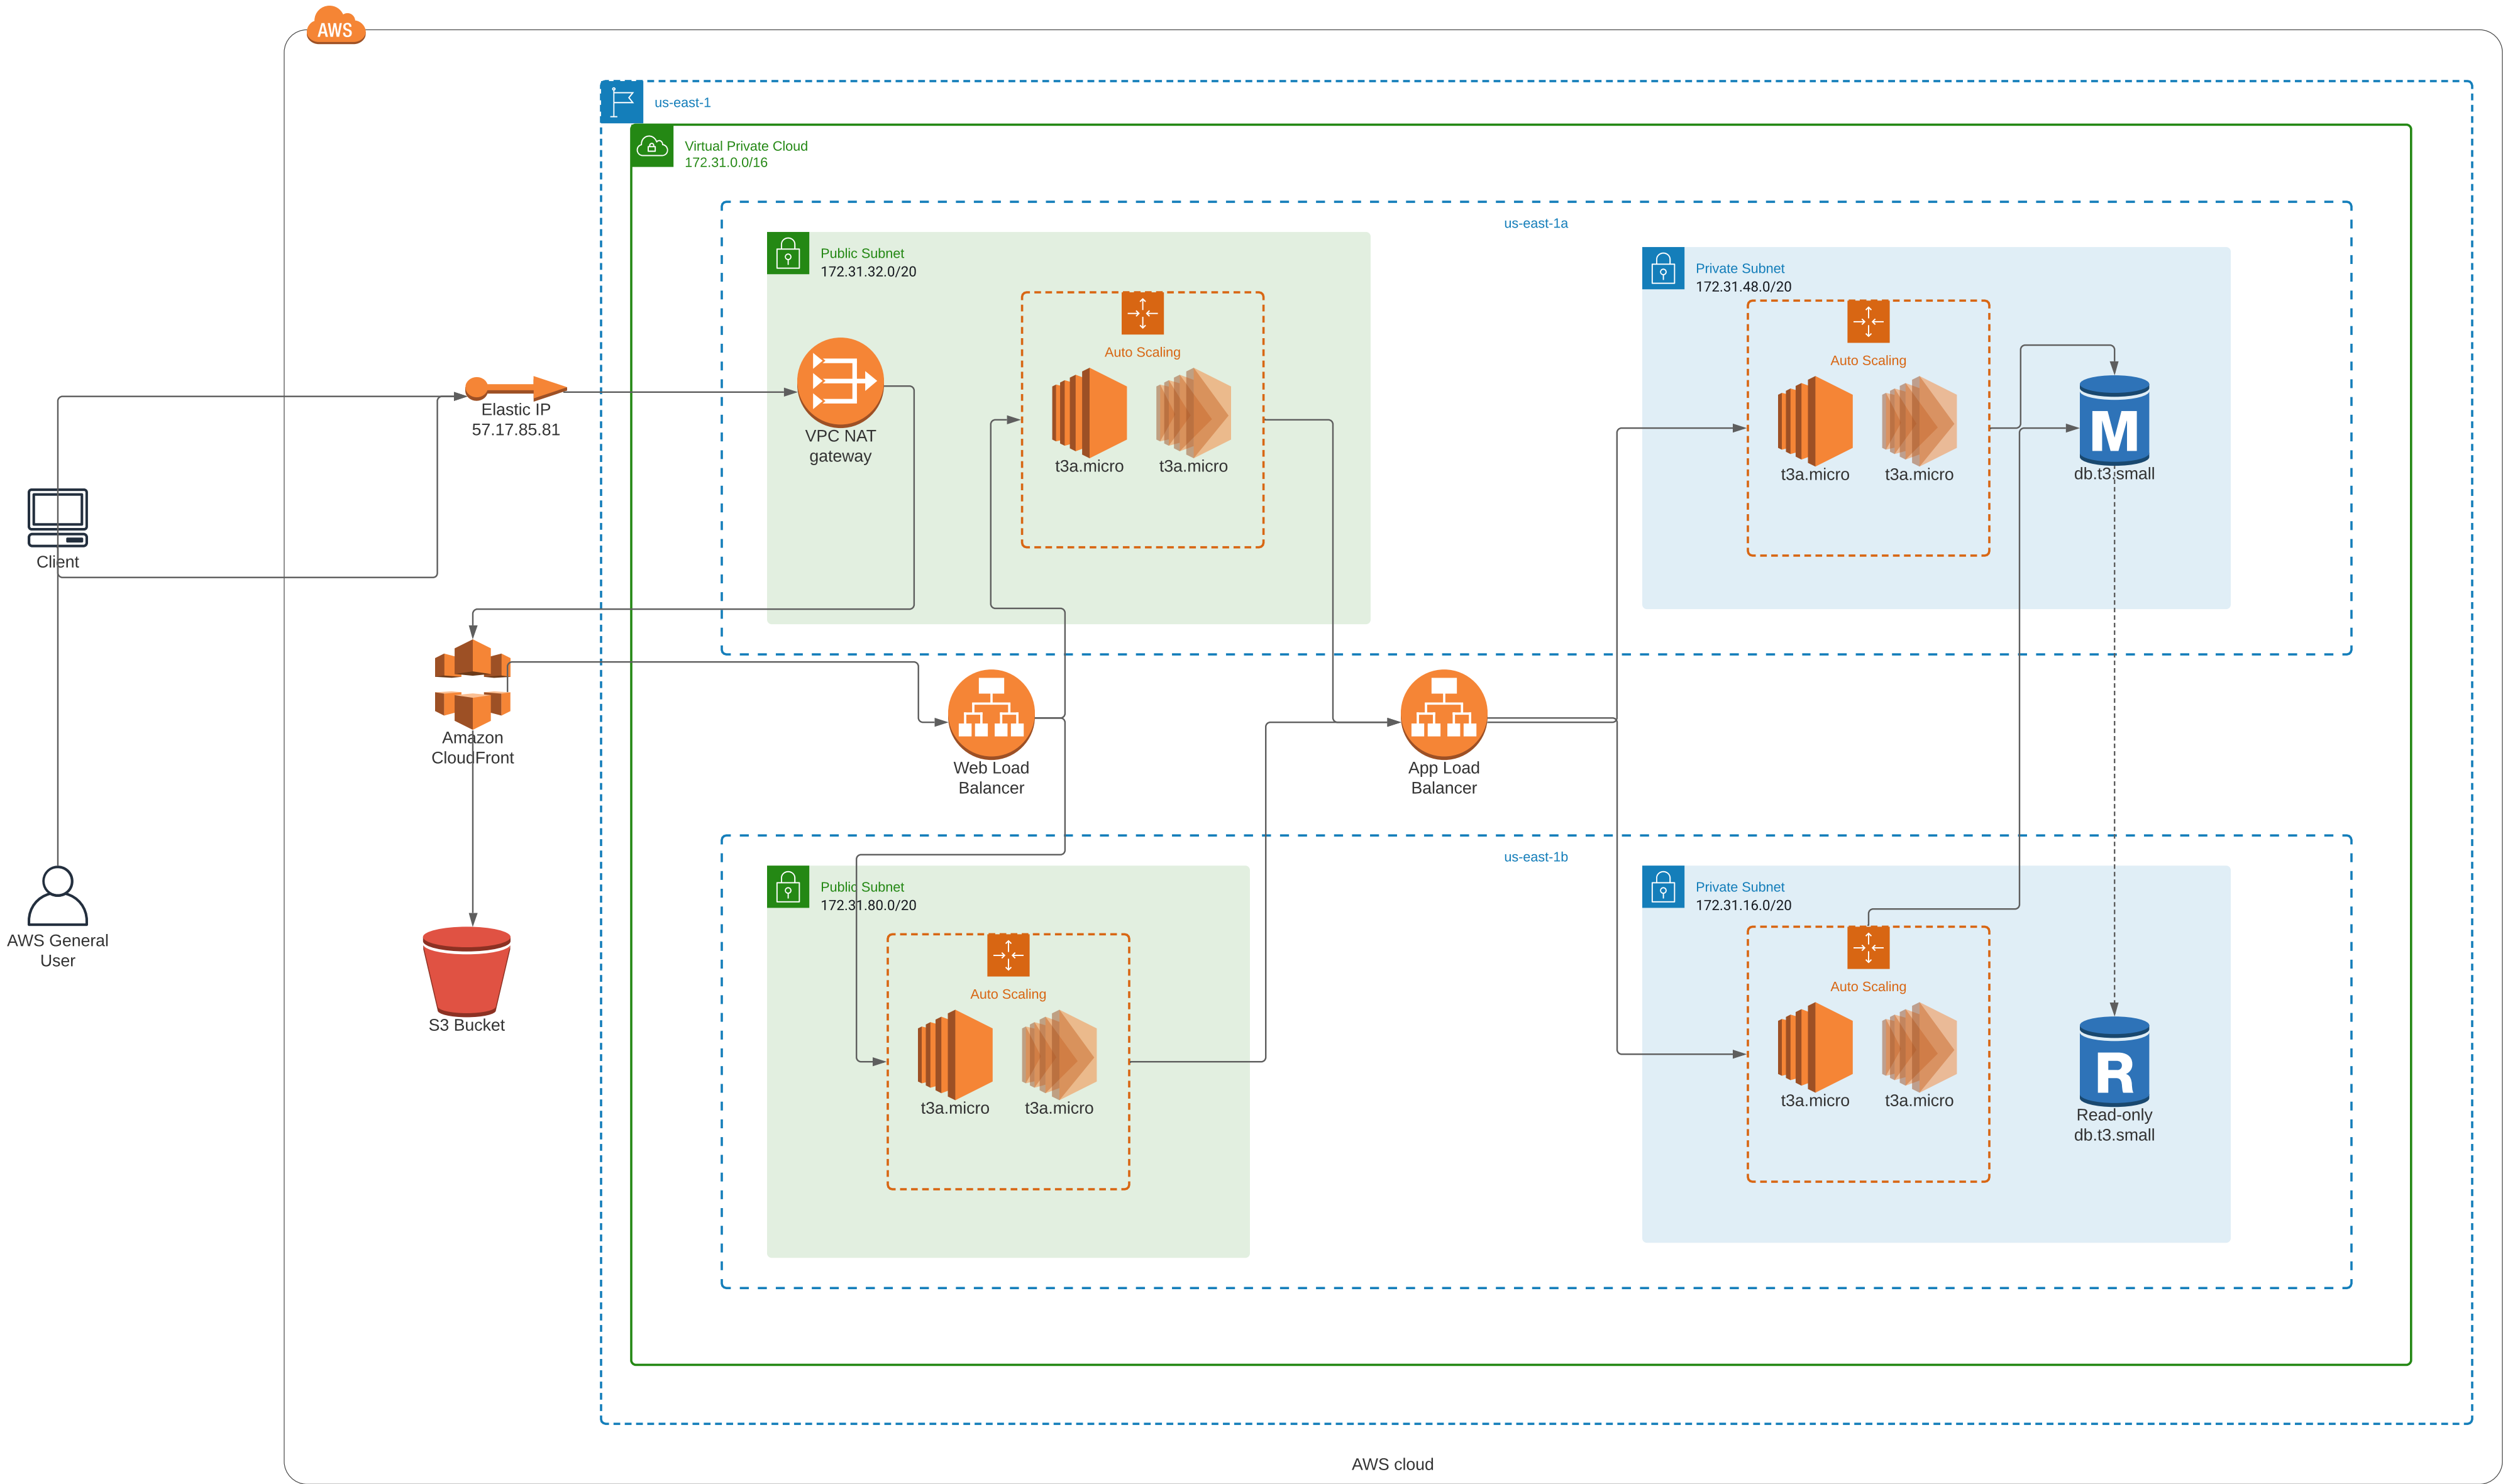 AWS
us-east-1
Virtual Private Cloud
172.31.0.0/16
us-east-1a
Public Subnet
172.31.32.0/20
Private Subnet
172.31.48.0/20
Auto Scaling
t3a.micro
t3a.micro
Auto Scaling
t3a.micro
t3a.micro
M
db.t3.small
Elastic IP
57.17.85.81
VPC NAT
gateway
Client
Amazon
CloudFront
Web Load
Balancer
App Load
Balancer
us-east-1b
Public Subnet
172.31.80.0/20
Private Subnet
172.31.16.0/20
AWS General
User
S3 Bucket
Auto Scaling
t3a.micro
t3a.micro
Auto Scaling
t3a.micro
t3a.micro
R
Read-only
db.t3.small
AWS cloud